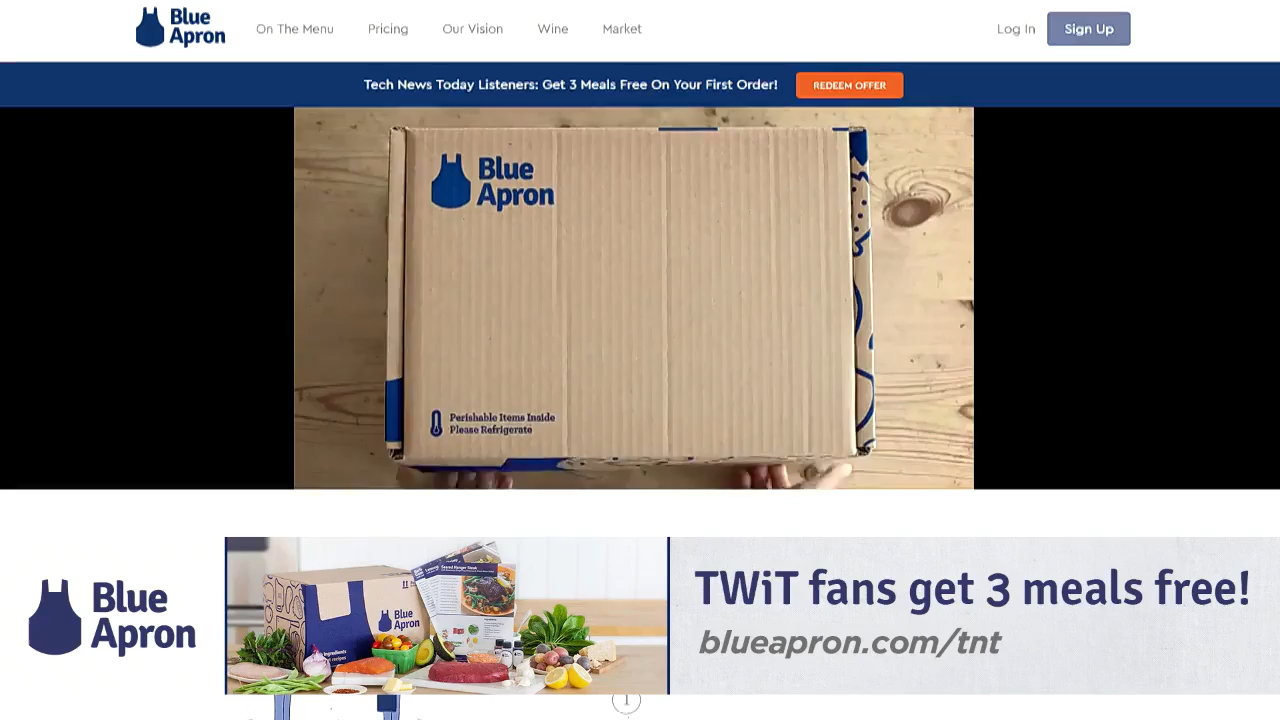 Blue
Apron
On The Menu
Pricing
Our Vision
Wine
Market
Log In
Sign Up
Tech News Today Listeners: Get 3 Meals Free On Your First Order!
REDEEM OFFER
Blue
Apron
Perishable Items Inside
Please Refrigerate
Blue
Apron
Blue
Apron
TWiT fans get 3 meals free!
blueapron.com/tnt
1